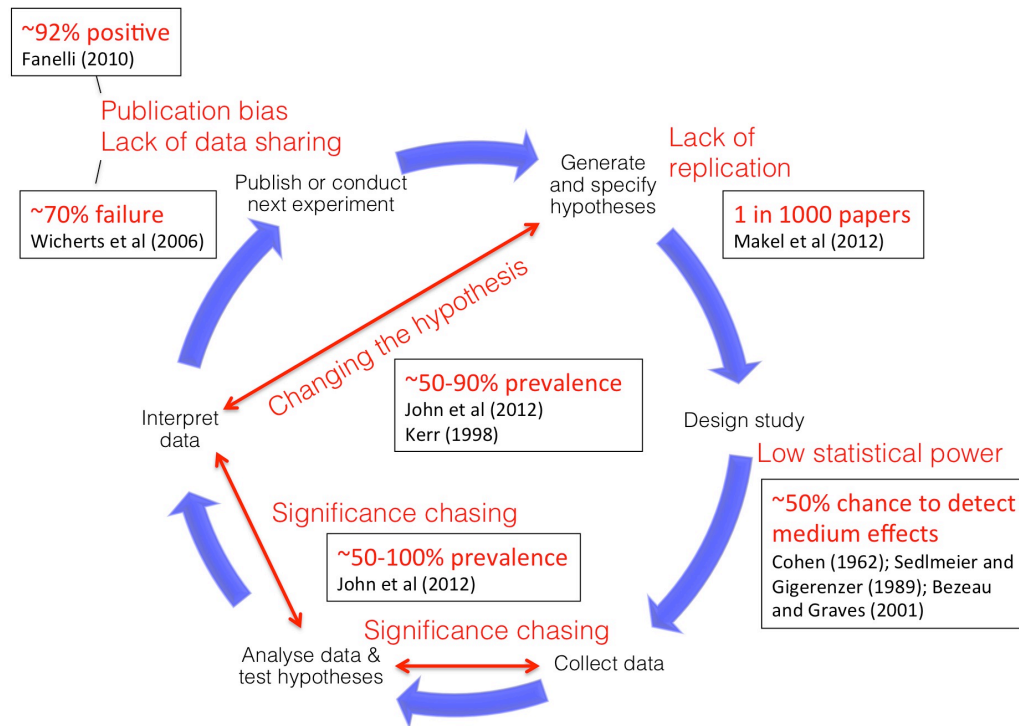 ~92% positive
Fanelli (2010)
Publication bias
Lack of data sharing
~70% failure
Wicherts et al (2006)
Publish or conduct
next experiment
Generate
and specify
hypotheses
Lack of
replication
1 in 1000 papers
Makel et al (2012)
Changing the hypothesis
~50-90% prevalence
John et al (2012)
Kerr (1998)
Interpret
data
Design study
Low statistical power
~50% chance to detect
medium effects
Cohen (1962); Sedlmeier and
Gigerenzer (1989); Bezeau
and Graves (2001)
Significance chasing
~50-100% prevalence
John et al (2012)
Significance chasing
Analyse data &
test hypotheses
Collect data